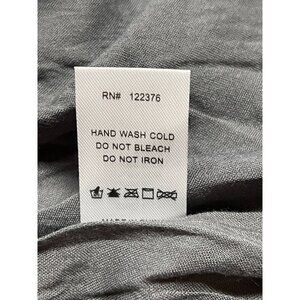 RN# 122376
HAND WASH COLD
DO NOT BLEACH
DO NOT IRON